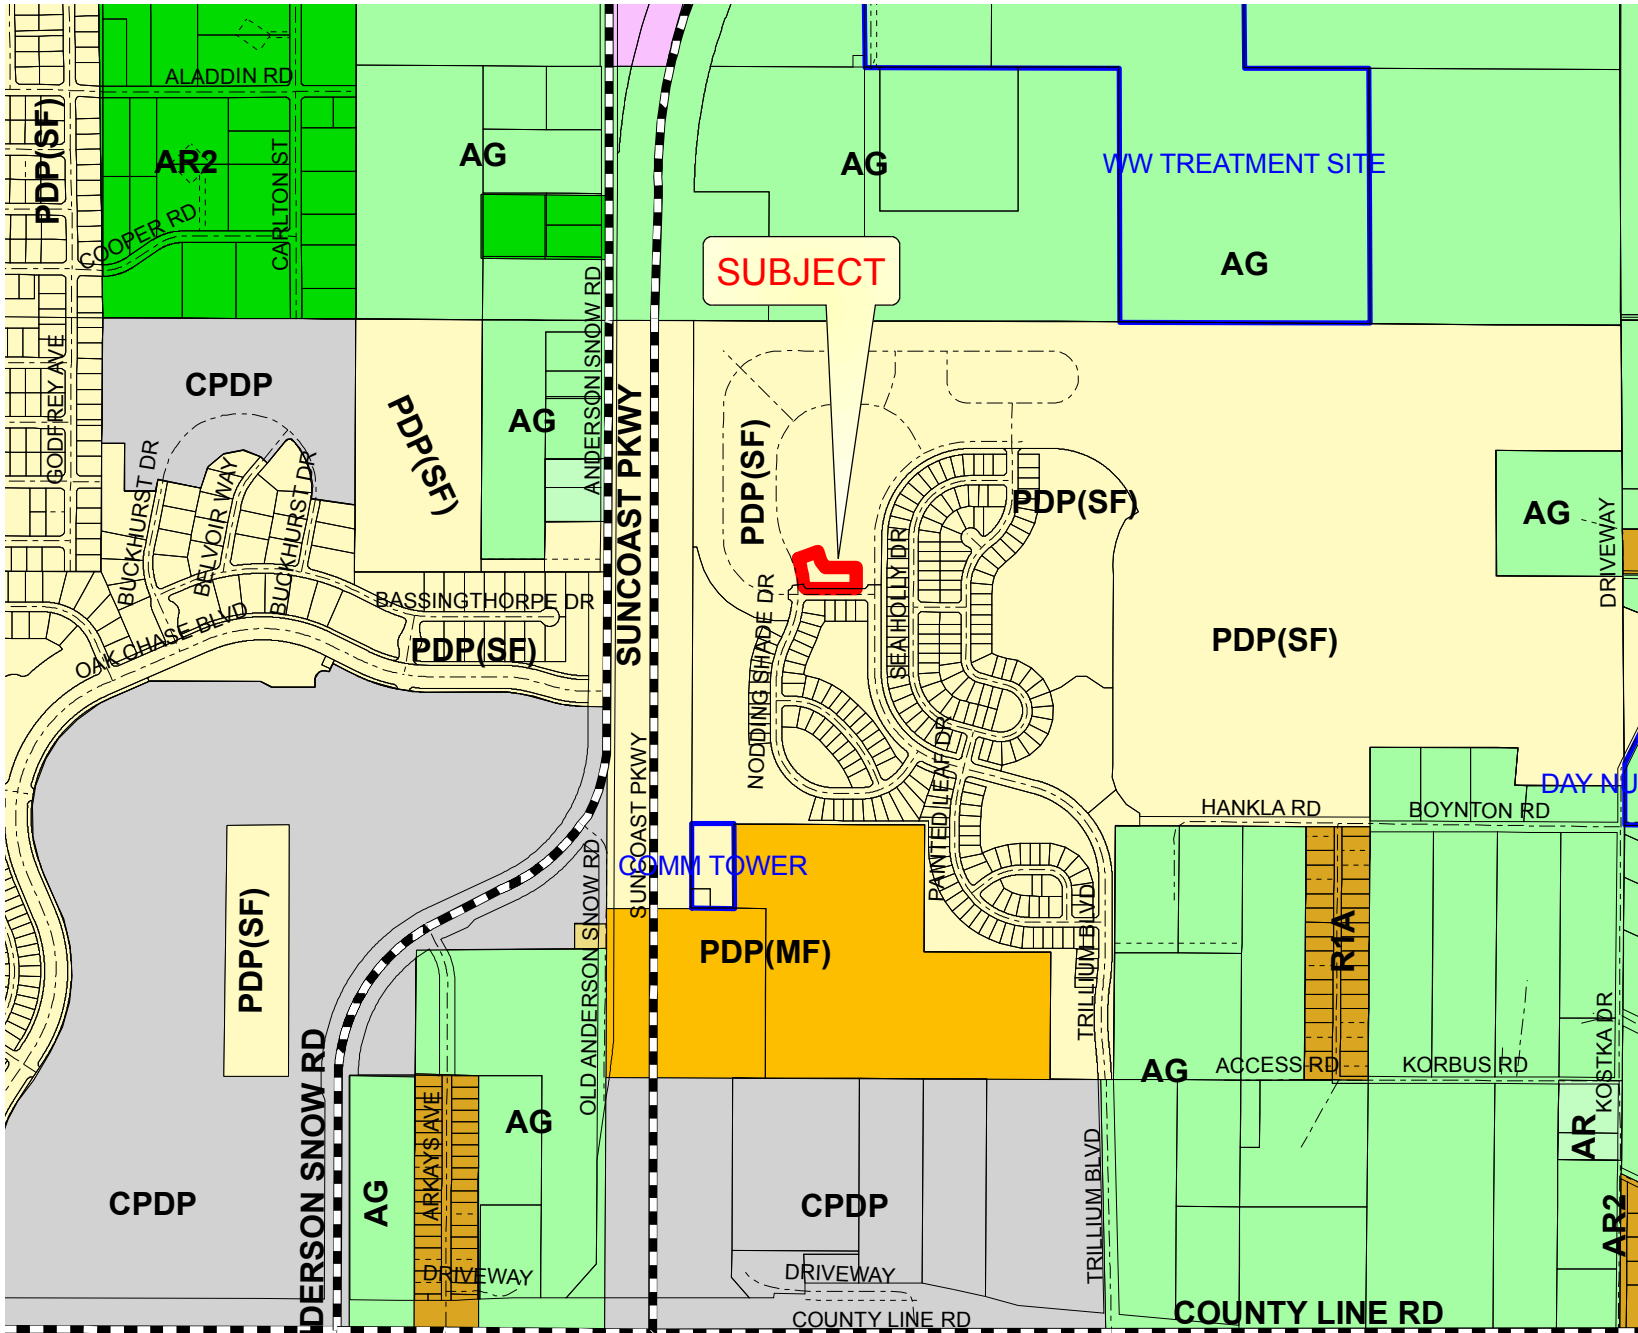 ALADDIN RD
PDP(SF)
AR2
CARLTON ST
COOPER RD
AG
AG
WW TREATMENT SITE
AG
SUBJECT
ANDERSON SNOW RD
GODFREY AVE
CPDP
PDP(SF)
AG
SUNCOAST PKWY
PDP(SF)
PDP(SF)
AG
DRIVEWAY
BUCKHURST DR
BELVOIR WAY
BUCKHURST DR
BASSINGTHORPE DR
OAK CHASE BLVD
PDP(SF)
NODDING SHADE DR
SEA HOLLY DR
PDP(SF)
SUNCOAST PKWY
PAINTED LEAF DR
DAY NU
HANKLA RD
BOYNTON RD
COMM TOWER
PDP(SF)
OLD ANDERSON SNOW RD
PDP(MF)
TRILLIUM BLVD
R1A
KOSTKA DR
AG
ACCESS RD
KORBUS RD
AG
ARKAYS AVE
AG
AR
CPDP
CPDP
TRILLIUM BLVD
AR2
DERSON SNOW RD
DRIVEWAY
DRIVEWAY
COUNTY LINE RD
COUNTY LINE RD